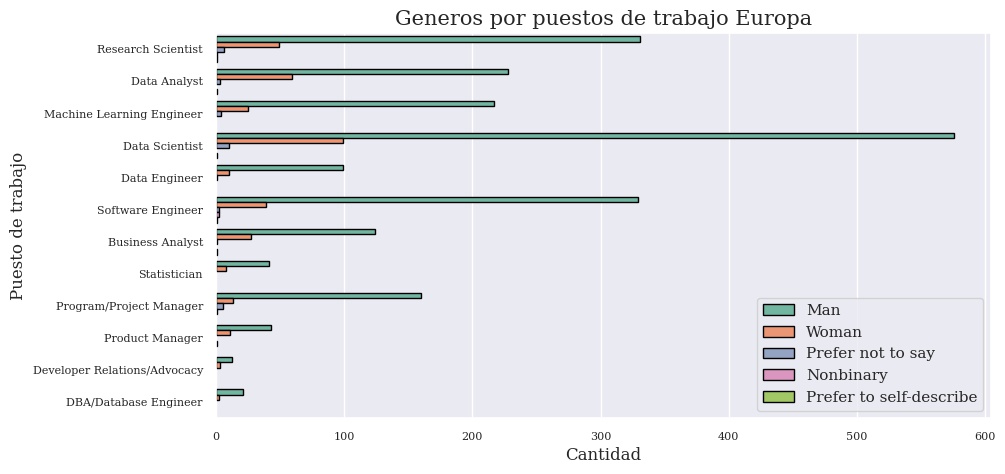 Generos por puestos de trabajo Europa
Puesto de trabajo
Research Scientist
Data Analyst
Machine Learning Engineer
Data Scientist
Data Engineer
Software Engineer
Business Analyst
Statistician
Program/Project Manager
Product Manager
Developer Relations/Advocacy
DBA/Database Engineer
Man
Woman
Prefer not to say
Nonbinary
Prefer to self-describe
0 100 200 300 400 500 600
Cantidad